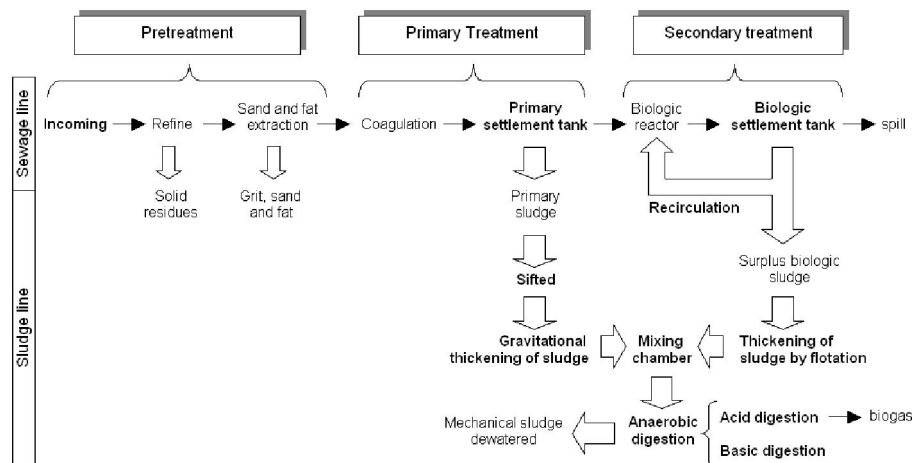 Pretreatment
Primary Treatment
Secondary treatment
Sewage line
Incoming
Refine
Sand and fat
extraction
Coagulation
Primary
settlement tank
Biologic
reactor
Biologic
settlement tank
spill
Solid
residues
Grit, sand
and fat
Primary
sludge
Recirculation
Sludge line
Surplus biologic
sludge
Sifted
Gravitational
thickening of sludge
Mixing
chamber
Thickening of
sludge by flotation
Mechanical sludge
dewatered
Anaerobic
digestion
Acid digestion
biogas
Basic digestion